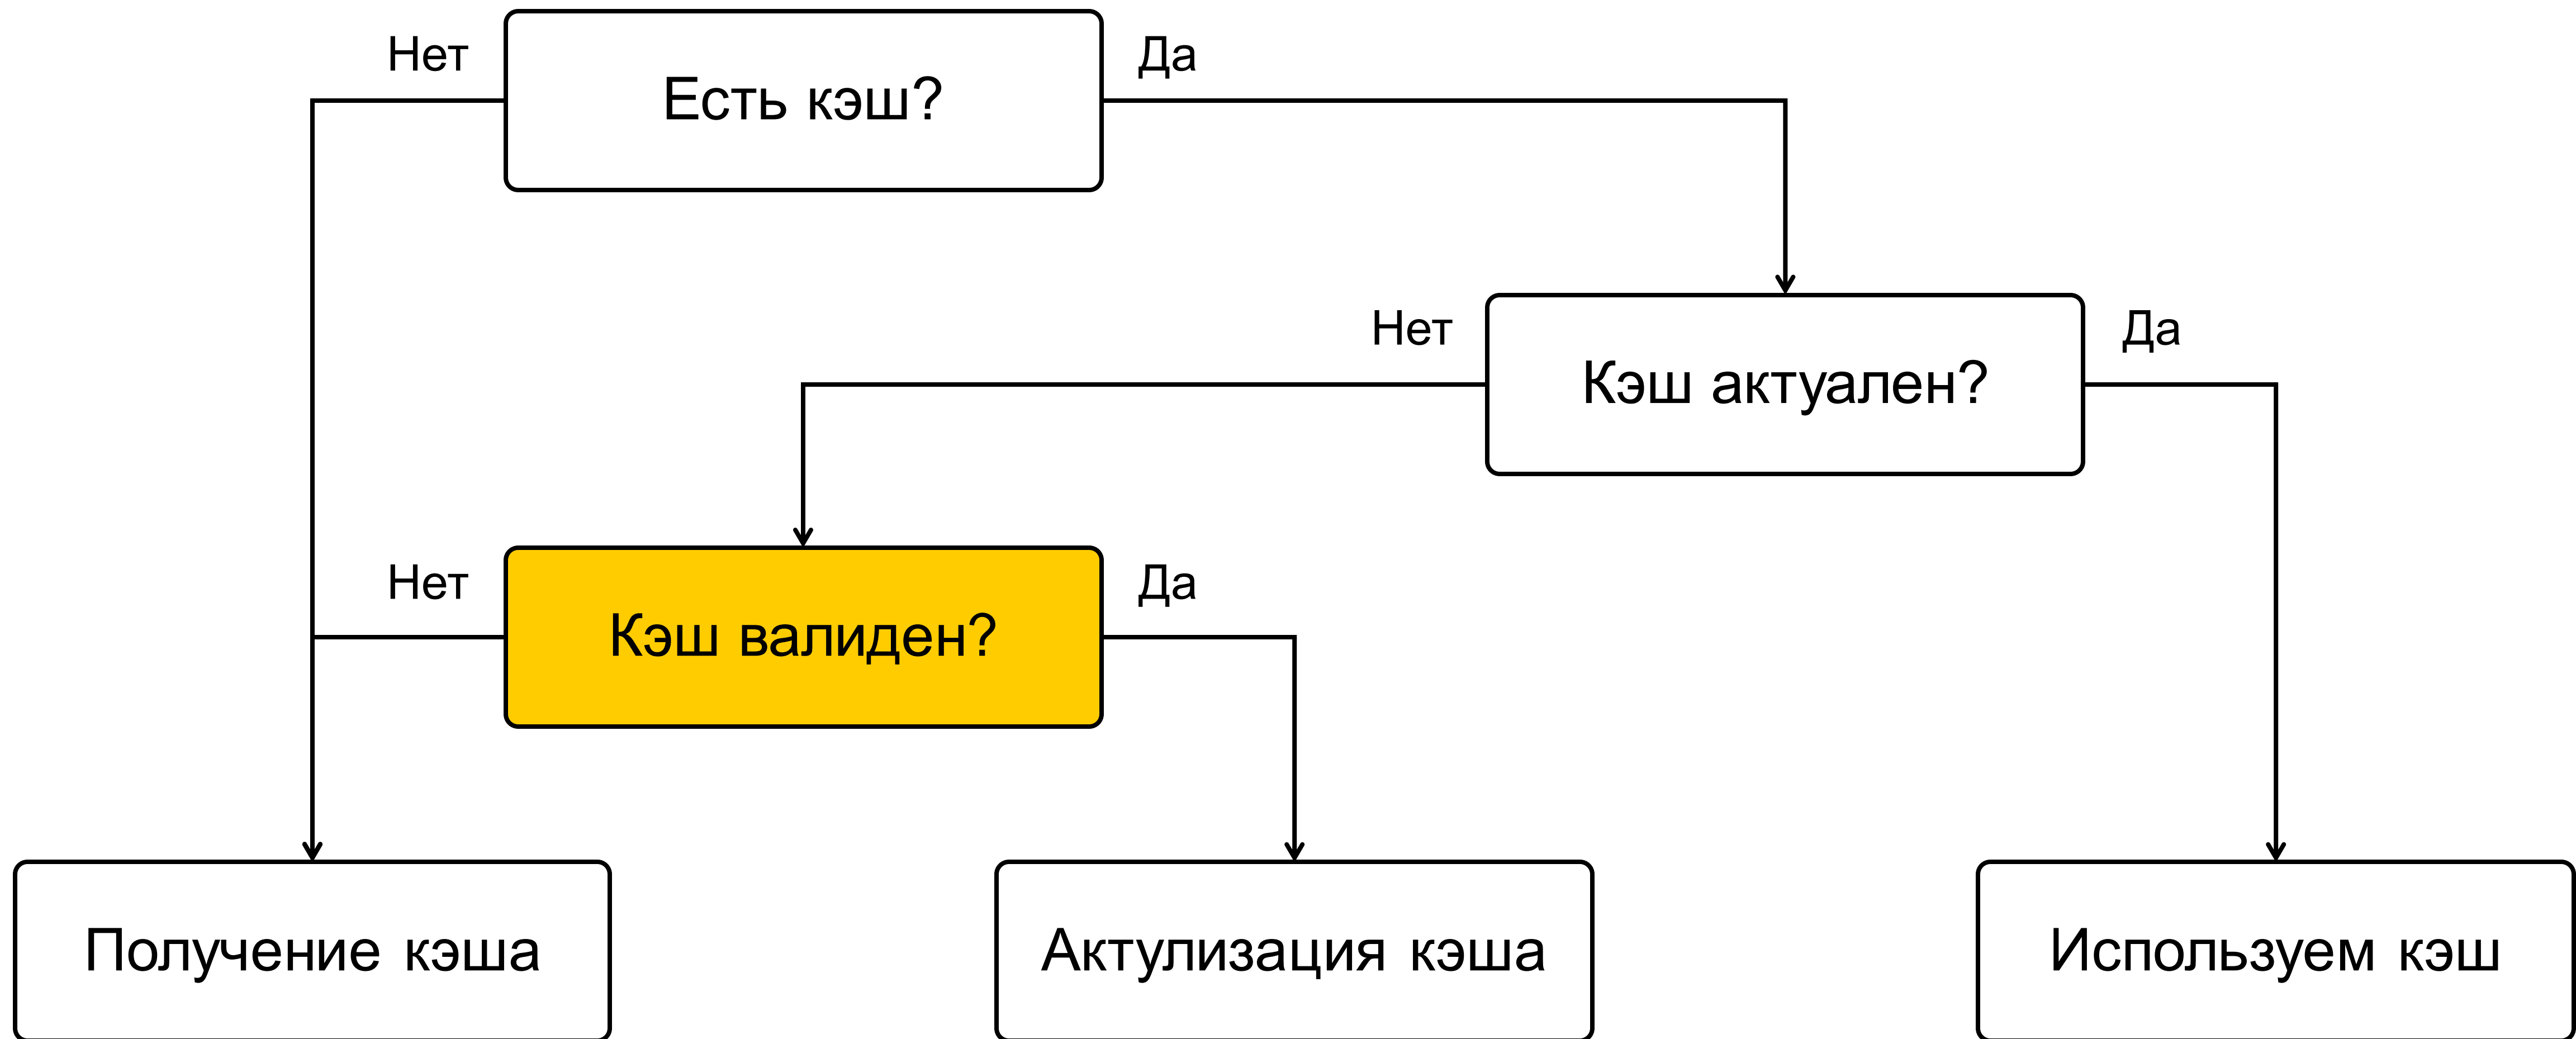 Нет
Есть кэш?
Да
Нет
Кэш актуален?
Да
Нет
Кэш валиден?
Да
Получение кэша
Актулизация кэша
Используем кэш